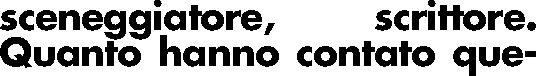 sceneggiatore, scrittore.
Quanto hanno contato que-